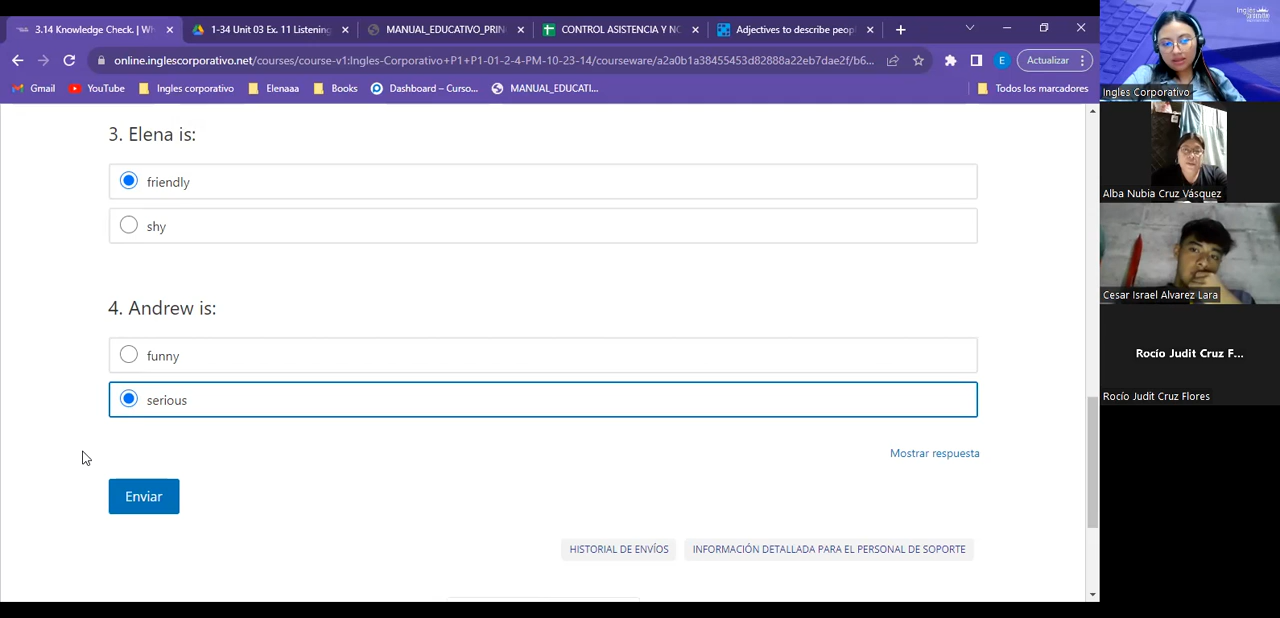 3.14 Knowledge Check. | Wh
1-34 Unit 03 Ex. 11 Listening
MANUAL_EDUCATIVO_PRIN
CONTROL ASISTENCIA Y NO
Adjectives to describe peopl
online.inglescorporativo.net/courses/course-v1:Ingles-Corporativo+P1+P1-01-2-4-PM-10-23-14/courseware/a2a0b1a38455453d82888a22eb7dae2f/b6...
E
Actualizar
Gmail
YouTube
Ingles corporativo
Elenaaa
Books
Dashboard – Curso...
MANUAL_EDUCATI...
Todos los marcadores
3. Elena is:
friendly
shy
4. Andrew is:
funny
serious
Mostrar respuesta
Enviar
HISTORIAL DE ENVÍOS
INFORMACIÓN DETALLADA PARA EL PERSONAL DE SOPORTE
Ingles Corporativo
Alba Nubia Cruz Vásquez
Cesar Israel Alvarez Lara
Rocío Judit Cruz F...
Rocío Judit Cruz Flores